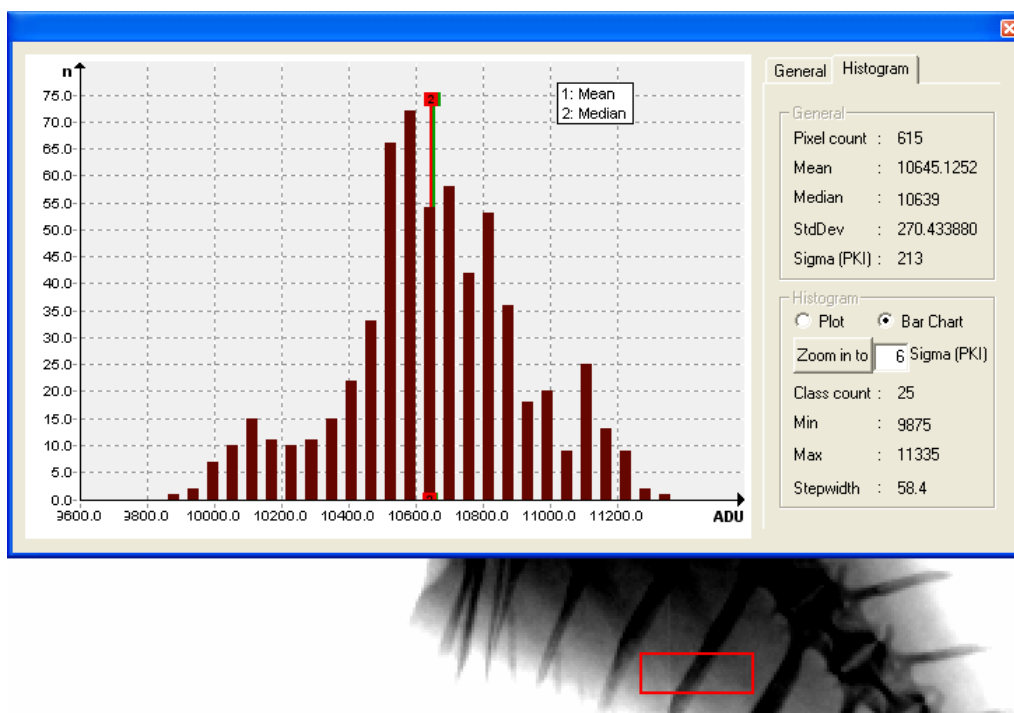 n
75.0
70.0
65.0
60.0
55.0
50.0
45.0
40.0
35.0
30.0
25.0
20.0
15.0
10.0
5.0
0.0
9600.0 9800.0 10000.0 10200.0 10400.0 10600.0 10800.0 11000.0 11200.0 ADU
2
1: Mean
2: Median
2
General Histogram
General
Pixel count : 615
Mean : 10645.1252
Median : 10639
StdDev : 270.433880
Sigma (PKI) : 213
Histogram
Plot Bar Chart
Zoom in to 6 Sigma (PKI)
Class count : 25
Min : 9875
Max : 11335
Stepwidth : 58.4